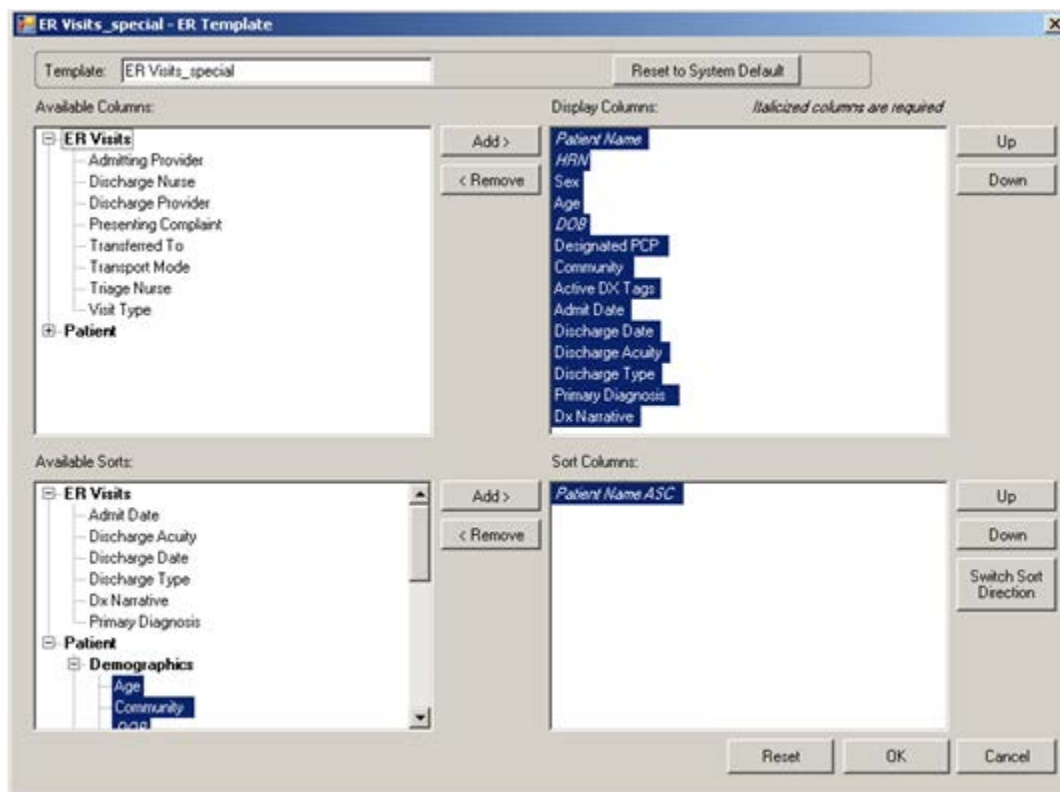 ER Visits_special - ER Template
Template: ER Visits_special Reset to System Default
Available Columns:
ER Visits
Admitting Provider
Discharge Nurse
Discharge Provider
Presenting Complaint
Transferred To
Transport Mode
Triage Nurse
Visit Type
Patient
Add >
< Remove
Display Columns: Italicized columns are required
Patient Name
HRN
Sex
Age
DOB
Designated PCP
Community
Active DX Tags
Admit Date
Discharge Date
Discharge Acuity
Discharge Type
Primary Diagnosis
Dx Narrative
Up
Down
Available Sorts:
ER Visits
Admit Date
Discharge Acuity
Discharge Date
Discharge Type
Dx Narrative
Primary Diagnosis
Patient
Demographics
Age
Community
DOB
Add >
< Remove
Sort Columns:
Patient Name ASC
Up
Down
Switch Sort
Direction
Reset OK Cancel